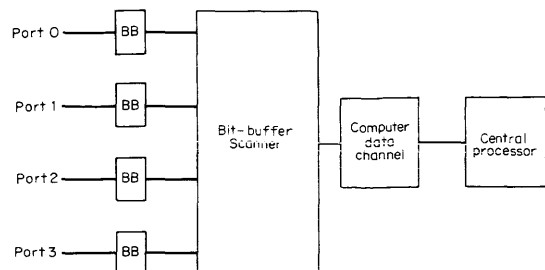 Port 0
BB
Port 1
BB
Port 2
BB
Port 3
BB
Bit-buffer
Scanner
Computer
data
channel
Central
processor